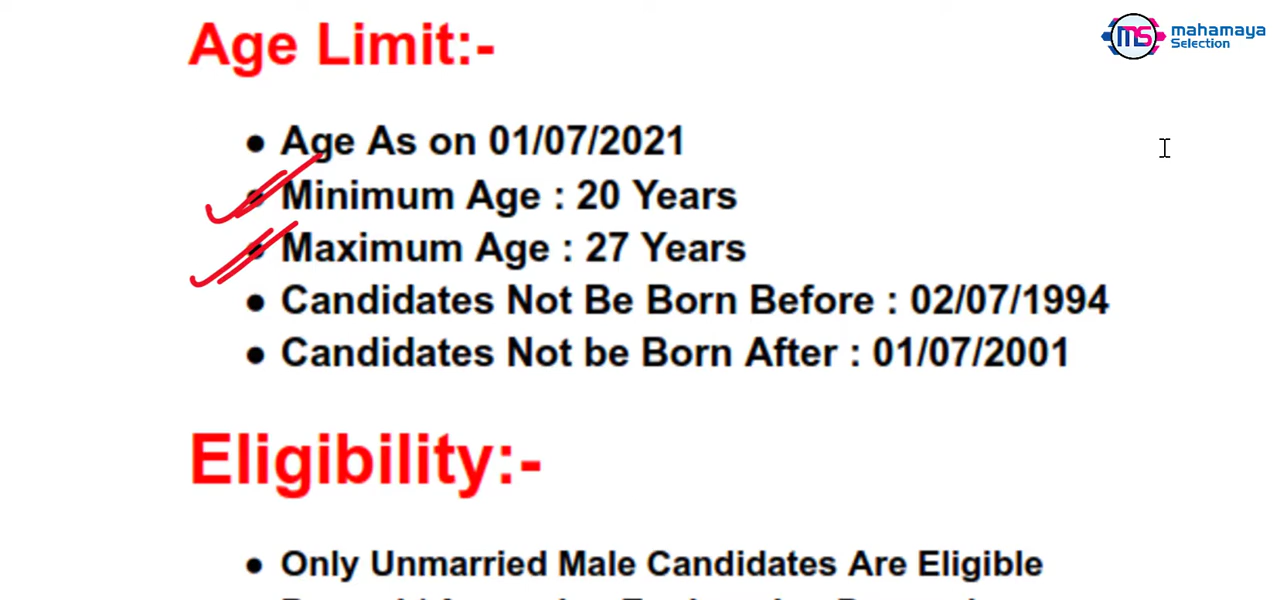 mahamaya
Selection
Age Limit:-
● Age As on 01/07/2021
● Minimum Age : 20 Years
● Maximum Age : 27 Years
● Candidates Not Be Born Before : 02/07/1994
● Candidates Not be Born After : 01/07/2001
Eligibility:-
● Only Unmarried Male Candidates Are Eligible